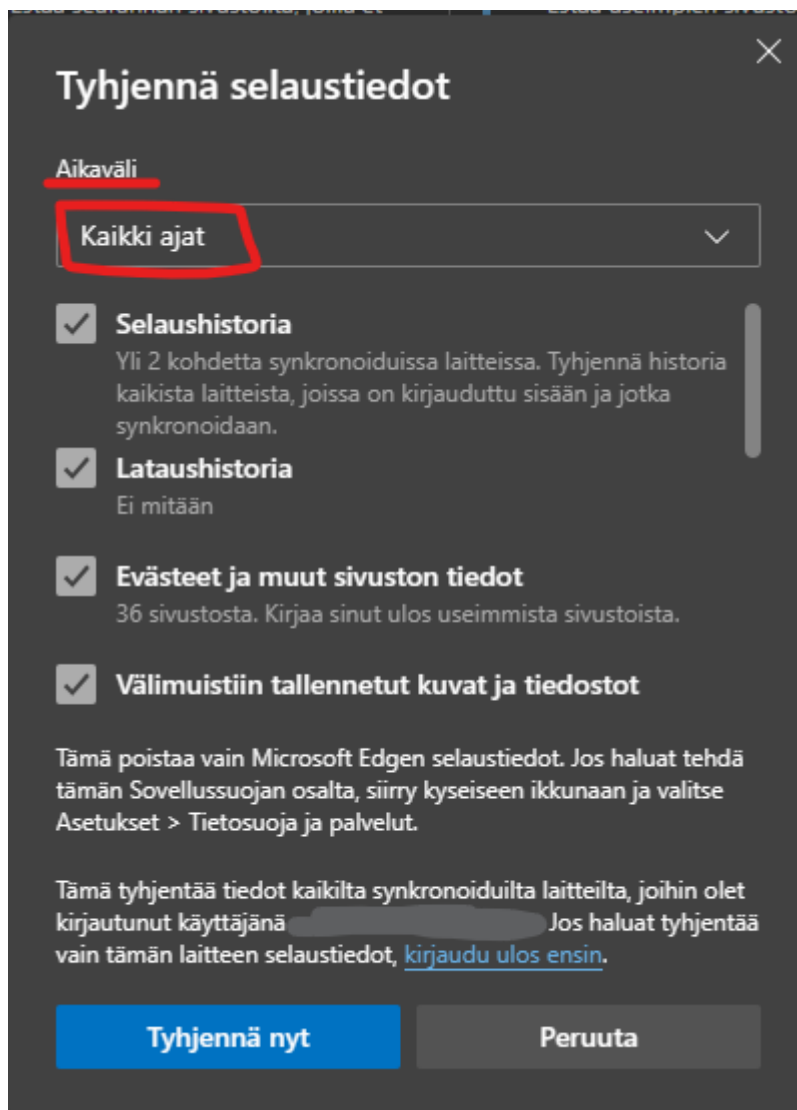 Tyhjennä selaustiedot
Aikaväli
Kaikki ajat
Selaushistoria
Yli 2 kohdetta synkronoiduissa laitteissa. Tyhjennä historia
kaikista laitteista, joissa on kirjauduttu sisään ja jotka
synkronoidaan.
Lataushistoria
Ei mitään
Evästeet ja muut sivuston tiedot
36 sivustosta. Kirjaa sinut ulos useimmista sivustoista.
Välimuistiin tallennetut kuvat ja tiedostot
Tämä poistaa vain Microsoft Edgen selaustiedot. Jos haluat tehdä
tämän Sovellussuojan osalta, siirry kyseiseen ikkunaan ja valitse
Asetukset > Tietosuoja ja palvelut.
Tämä tyhjentää tiedot kaikilta synkronoiduilta laitteilta, joihin olet
kirjautunut käyttäjänä Jos haluat tyhjentää
vain tämän laitteen selaustiedot, kirjaudu ulos ensin.
Tyhjennä nyt
Peruuta